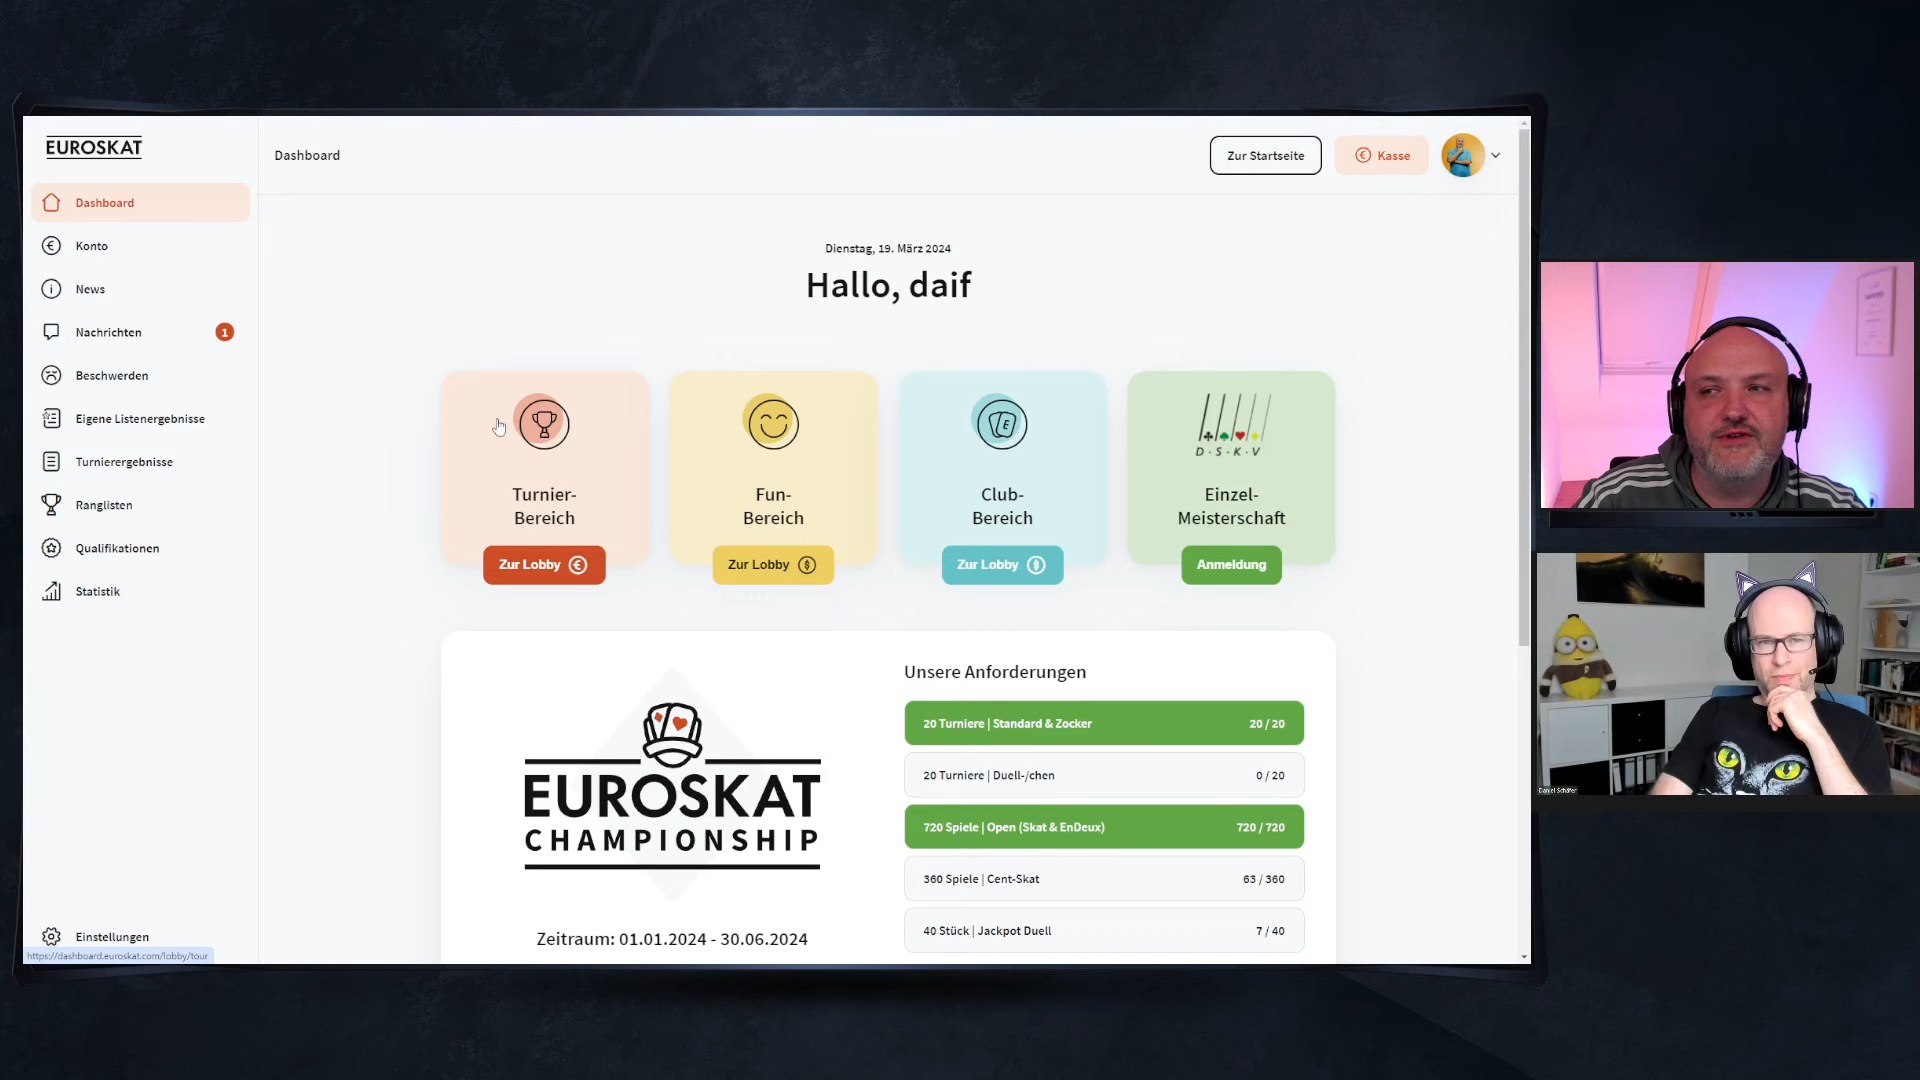 EUROSKAT
Dashboard
Zur Startseite
Kasse
Dashboard
Konto
News
Nachrichten
1
Beschwerden
Eigene Listenergebnisse
Turnierergebnisse
Ranglisten
Qualifikationen
Statistik
Einstellungen
https://dashboard.euroskat.com/lobby/tour
Dienstag, 19. März 2024
Hallo, daif
Turnier-
Bereich
Zur Lobby
Fun-
Bereich
Zur Lobby
E
Club-
Bereich
Zur Lobby
D·S·K·V
Einzel-
Meisterschaft
Anmeldung
EUROSKAT
CHAMPIONSHIP
Zeitraum: 01.01.2024 - 30.06.2024
Unsere Anforderungen
20 Turniere | Standard & Zocker 20 / 20
20 Turniere | Duell-/chen 0 / 20
720 Spiele | Open (Skat & EnDeux) 720 / 720
360 Spiele | Cent-Skat 63 / 360
40 Stück | Jackpot Duell 7 / 40
Daniel Schäfer